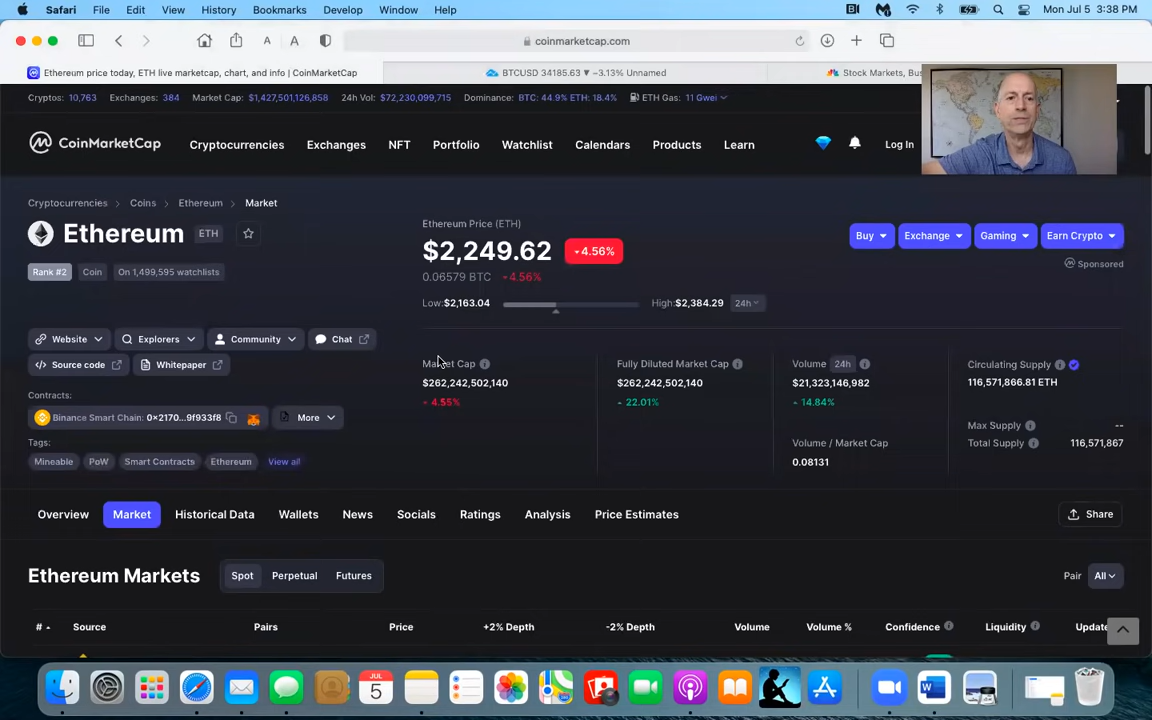 Safari File Edit View History Bookmarks Develop Window Help Mon Jul 5 3:38 PM
A A coinmarketcap.com
Ethereum price today, ETH live marketcap, chart, and info | CoinMarketCap BTCUSD 34185.63 ▼ −3.13% Unnamed Stock Markets, Bus
Cryptos: 10,763 Exchanges: 384 Market Cap: $1,427,501,126,858 24h Vol: $72,230,099,715 Dominance: BTC: 44.9% ETH: 18.4% ETH Gas: 11 Gwei
CoinMarketCap Cryptocurrencies Exchanges NFT Portfolio Watchlist Calendars Products Learn Log In
Cryptocurrencies > Coins > Ethereum > Market
Ethereum ETH
Rank #2 Coin On 1,499,595 watchlists
Ethereum Price (ETH)
$2,249.62 4.56%
0.06579 BTC 4.56%
Low:$2,163.04 High:$2,384.29 24h
Buy Exchange Gaming Earn Crypto
Sponsored
Website Explorers Community Chat
Source code Whitepaper
Contracts:
Binance Smart Chain: 0x2170...9f933f8 More
Tags:
Mineable PoW Smart Contracts Ethereum View all
Market Cap
$262,242,502,140
4.55%
Fully Diluted Market Cap
$262,242,502,140
22.01%
Volume 24h
$21,323,146,982
14.84%
Volume / Market Cap
0.08131
Circulating Supply
116,571,866.81 ETH
Max Supply --
Total Supply 116,571,867
Overview Market Historical Data Wallets News Socials Ratings Analysis Price Estimates Share
Ethereum Markets Spot Perpetual Futures Pair All
# Source Pairs Price +2% Depth -2% Depth Volume Volume % Confidence Liquidity Update
JUL
5